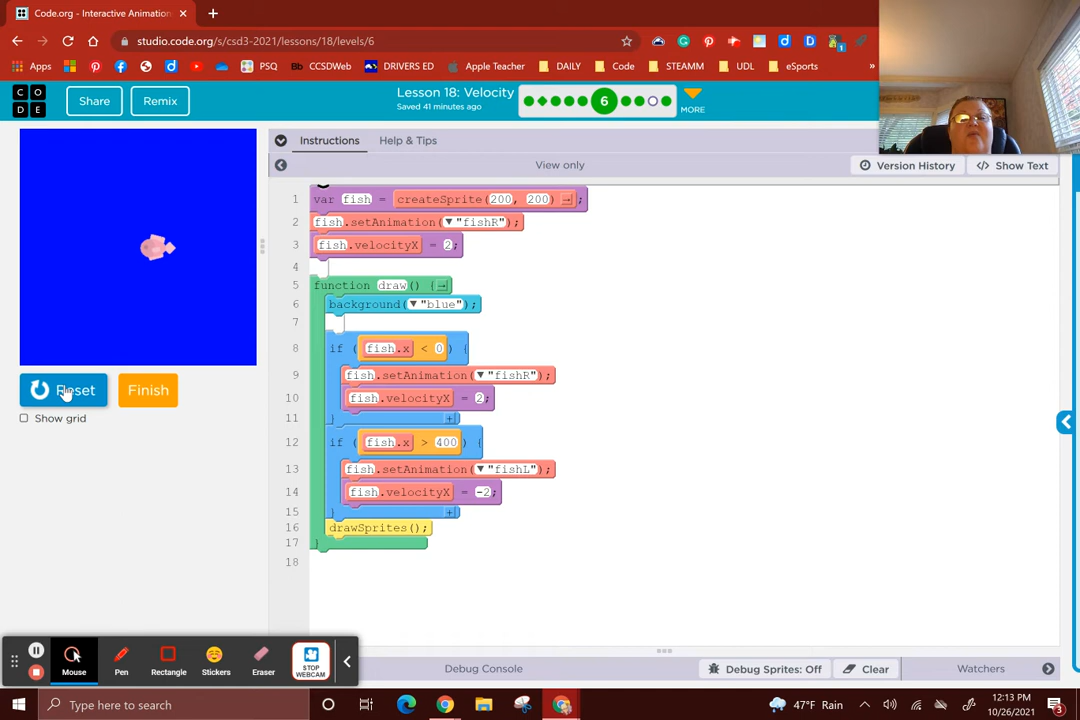 Code.org - Interactive Animation
studio.code.org/s/csd3-2021/lessons/18/levels/6
Apps
PSQ
Bb CCSDWeb
DRIVERS ED
Apple Teacher
DAILY
Code
STEAMM
UDL
eSports
»
C O
D E
Share
Remix
Lesson 18: Velocity
Saved 41 minutes ago
6
MORE
Instructions
Help & Tips
View only
Version History
</> Show Text
1 var fish = createSprite(200, 200);
2 fish.setAnimation("fishR");
3 fish.velocityX = 2;
4
5 function draw() {
6 background("blue");
7
8 if (fish.x < 0) {
9 fish.setAnimation("fishR");
10 fish.velocityX = 2;
11 }
12 if (fish.x > 400) {
13 fish.setAnimation("fishL");
14 fish.velocityX = -2;
15 }
16 drawSprites();
17 }
18
Reset
Finish
Show grid
Mouse
Pen
Rectangle
Stickers
Eraser
STOP
WEBCAM
Debug Console
Debug Sprites: Off
Clear
Watchers
Type here to search
47°F Rain
12:13 PM
10/26/2021
3